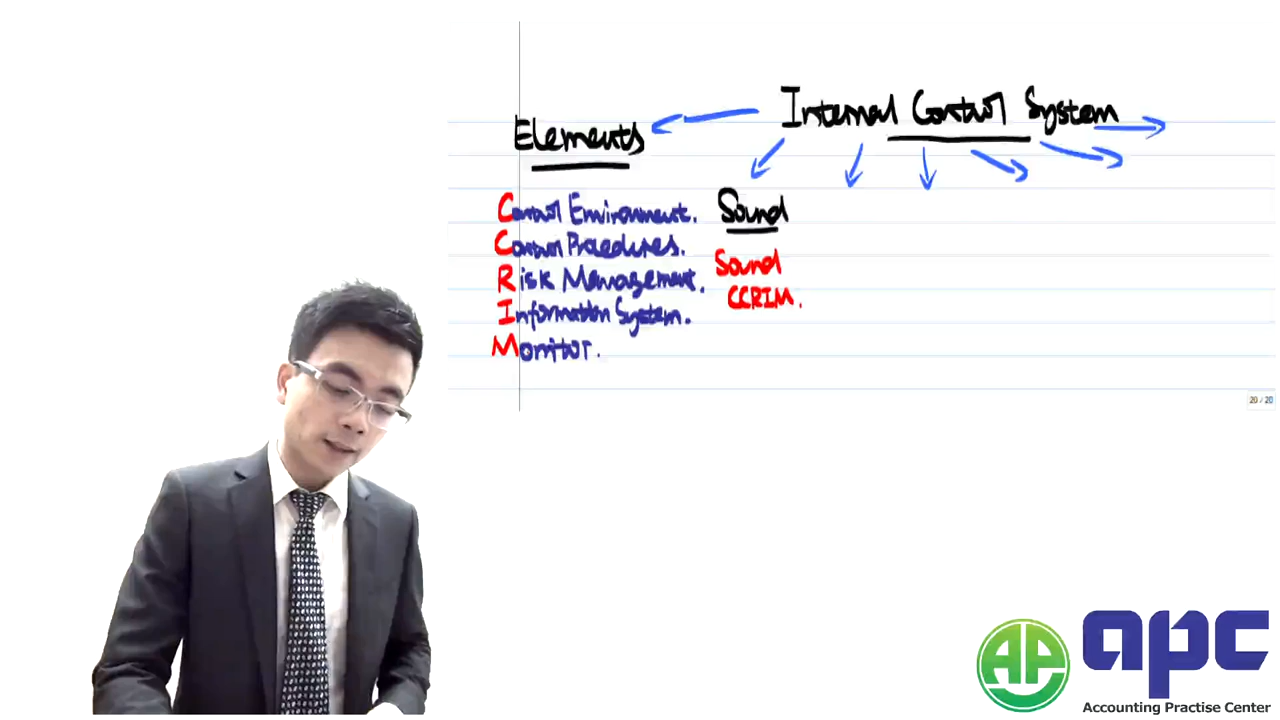 Internal Control System
Elements
Control Environment.
Control Procedures.
Risk Management.
Information System.
Monitor.
Sound
Sound
CCRIM.
20 / 20
AP
apc
Accounting Practise Center